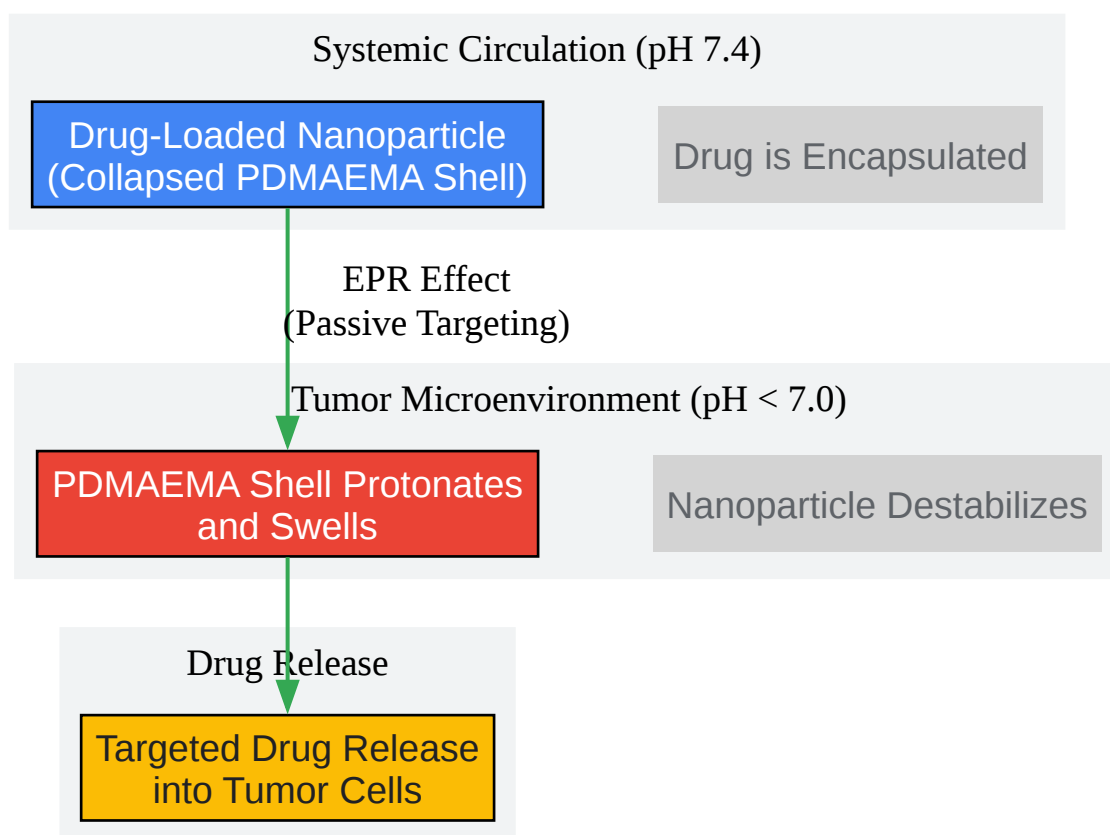 Systemic Circulation (pH 7.4)
Drug-Loaded Nanoparticle
(Collapsed PDMAEMA Shell)
Drug is Encapsulated
EPR Effect
(Passive Targeting)
Tumor Microenvironment (pH < 7.0)
PDMAEMA Shell Protonates
and Swells
Nanoparticle Destabilizes
Drug Release
Targeted Drug Release
into Tumor Cells